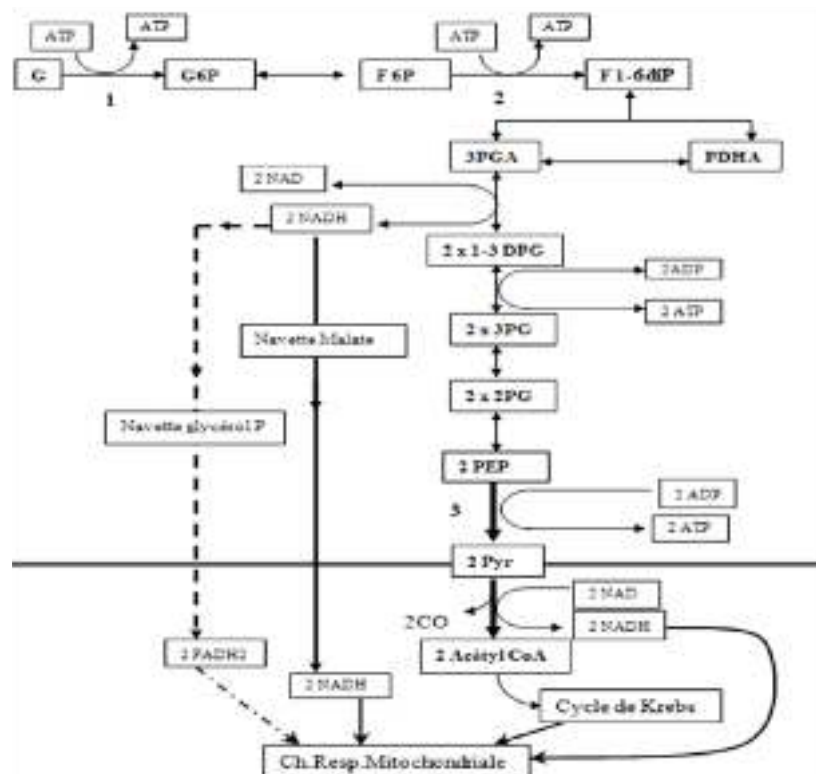 ATP
ATP
ATP
ATP
G
G6P
F 6P
F 1-6diP
1
2
3PGA
PDHA
2 NAD
2 NADH
2 x 1-3 DPG
2ADP
2 ATP
Navette Malate
2 x 3PG
2 x 2PG
Navette glycérol P
2 PEP
3
2 ADP
2 ATP
2 Pyr
2 NAD
2CO
2 NADH
2 FADH2
2 Acétyl CoA
2 NADH
Cycle de Krebs
Ch.Resp.Mitochondriale